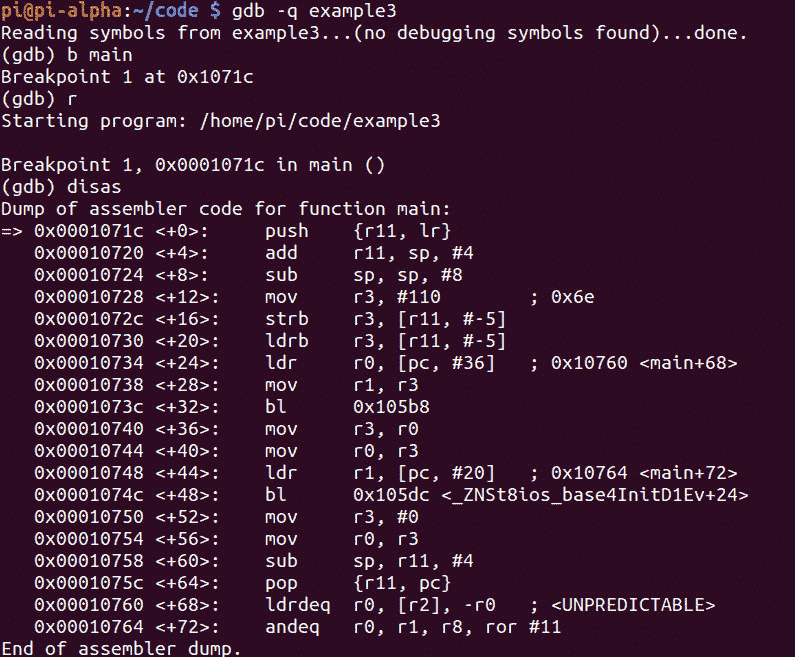 pi@pi-alpha:~/code $ gdb -q example3
Reading symbols from example3...(no debugging symbols found)...done.
(gdb) b main
Breakpoint 1 at 0x1071c
(gdb) r
Starting program: /home/pi/code/example3

Breakpoint 1, 0x0001071c in main ()
(gdb) disas
Dump of assembler code for function main:
=> 0x0001071c <+0>:     push    {r11, lr}
   0x00010720 <+4>:     add     r11, sp, #4
   0x00010724 <+8>:     sub     sp, sp, #8
   0x00010728 <+12>:    mov     r3, #110        ; 0x6e
   0x0001072c <+16>:    strb    r3, [r11, #-5]
   0x00010730 <+20>:    ldrb    r3, [r11, #-5]
   0x00010734 <+24>:    ldr     r0, [pc, #36]   ; 0x10760 <main+68>
   0x00010738 <+28>:    mov     r1, r3
   0x0001073c <+32>:    bl      0x105b8
   0x00010740 <+36>:    mov     r3, r0
   0x00010744 <+40>:    mov     r0, r3
   0x00010748 <+44>:    ldr     r1, [pc, #20]   ; 0x10764 <main+72>
   0x0001074c <+48>:    bl      0x105dc <_ZNSt8ios_base4InitD1Ev+24>
   0x00010750 <+52>:    mov     r3, #0
   0x00010754 <+56>:    mov     r0, r3
   0x00010758 <+60>:    sub     sp, r11, #4
   0x0001075c <+64>:    pop     {r11, pc}
   0x00010760 <+68>:    ldrdeq  r0, [r2], -r0   ; <UNPREDICTABLE>
   0x00010764 <+72>:    andeq   r0, r1, r8, ror #11
End of assembler dump.